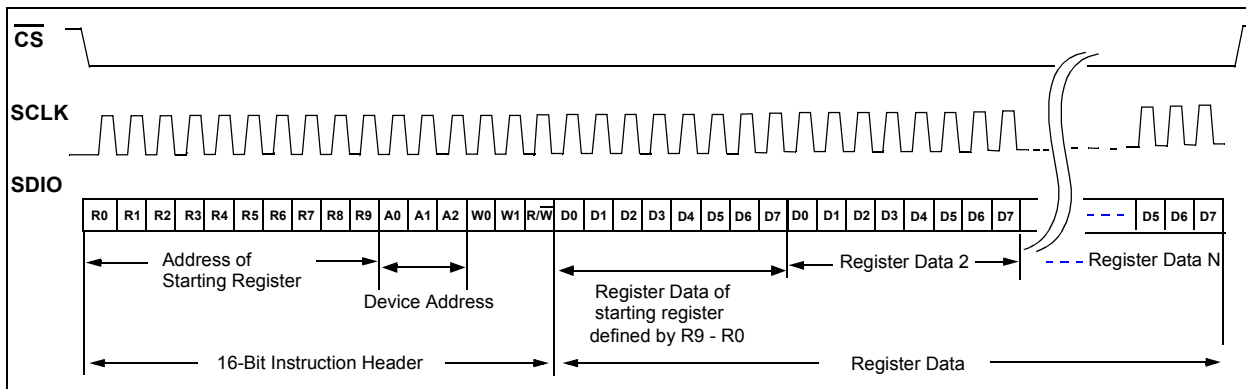 CS
SCLK
SDIO
R0 R1 R2 R3 R4 R5 R6 R7 R8 R9 A0 A1 A2 W0 W1 R/W D0 D1 D2 D3 D4 D5 D6 D7 D0 D1 D2 D3 D4 D5 D6 D7 D5 D6 D7
Address of
Starting Register
Device Address
Register Data of
starting register
defined by R9 - R0
Register Data 2
Register Data N
16-Bit Instruction Header
Register Data